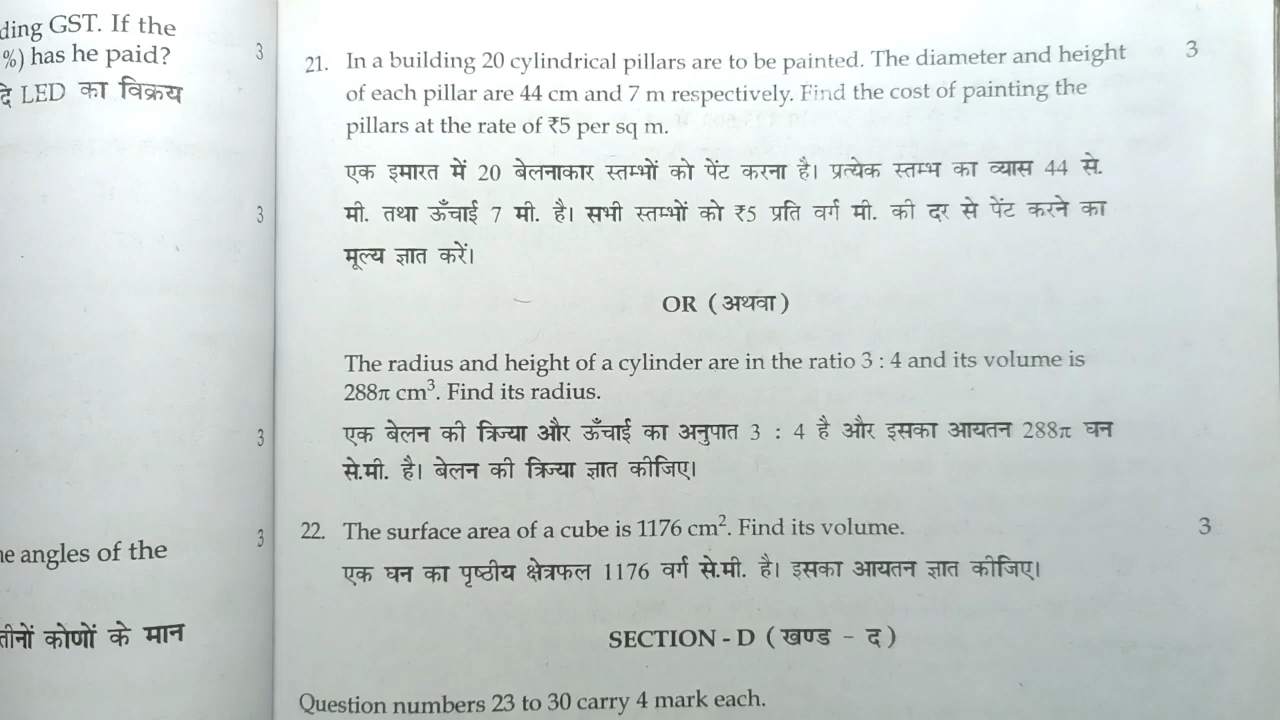 ding GST. If the
%) has he paid?
3
दे LED का विक्रय
3
3
3
ne angles of the
तीनों कोणों के मान
21. In a building 20 cylindrical pillars are to be painted. The diameter and height 3
of each pillar are 44 cm and 7 m respectively. Find the cost of painting the
pillars at the rate of ₹5 per sq m.
एक इमारत में 20 बेलनाकार स्तम्भों को पेंट करना है। प्रत्येक स्तम्भ का व्यास 44 से.
मी. तथा ऊँचाई 7 मी. है। सभी स्तम्भों को ₹5 प्रति वर्ग मी. की दर से पेंट करने का
मूल्य ज्ञात करें।
OR (अथवा)
The radius and height of a cylinder are in the ratio 3 : 4 and its volume is
288π cm³. Find its radius.
एक बेलन की त्रिज्या और ऊँचाई का अनुपात 3 : 4 है और इसका आयतन 288π घन
से.मी. है। बेलन की त्रिज्या ज्ञात कीजिए।
22. The surface area of a cube is 1176 cm². Find its volume. 3
एक घन का पृष्ठीय क्षेत्रफल 1176 वर्ग से.मी. है। इसका आयतन ज्ञात कीजिए।
SECTION - D (खण्ड - द)
Question numbers 23 to 30 carry 4 mark each.